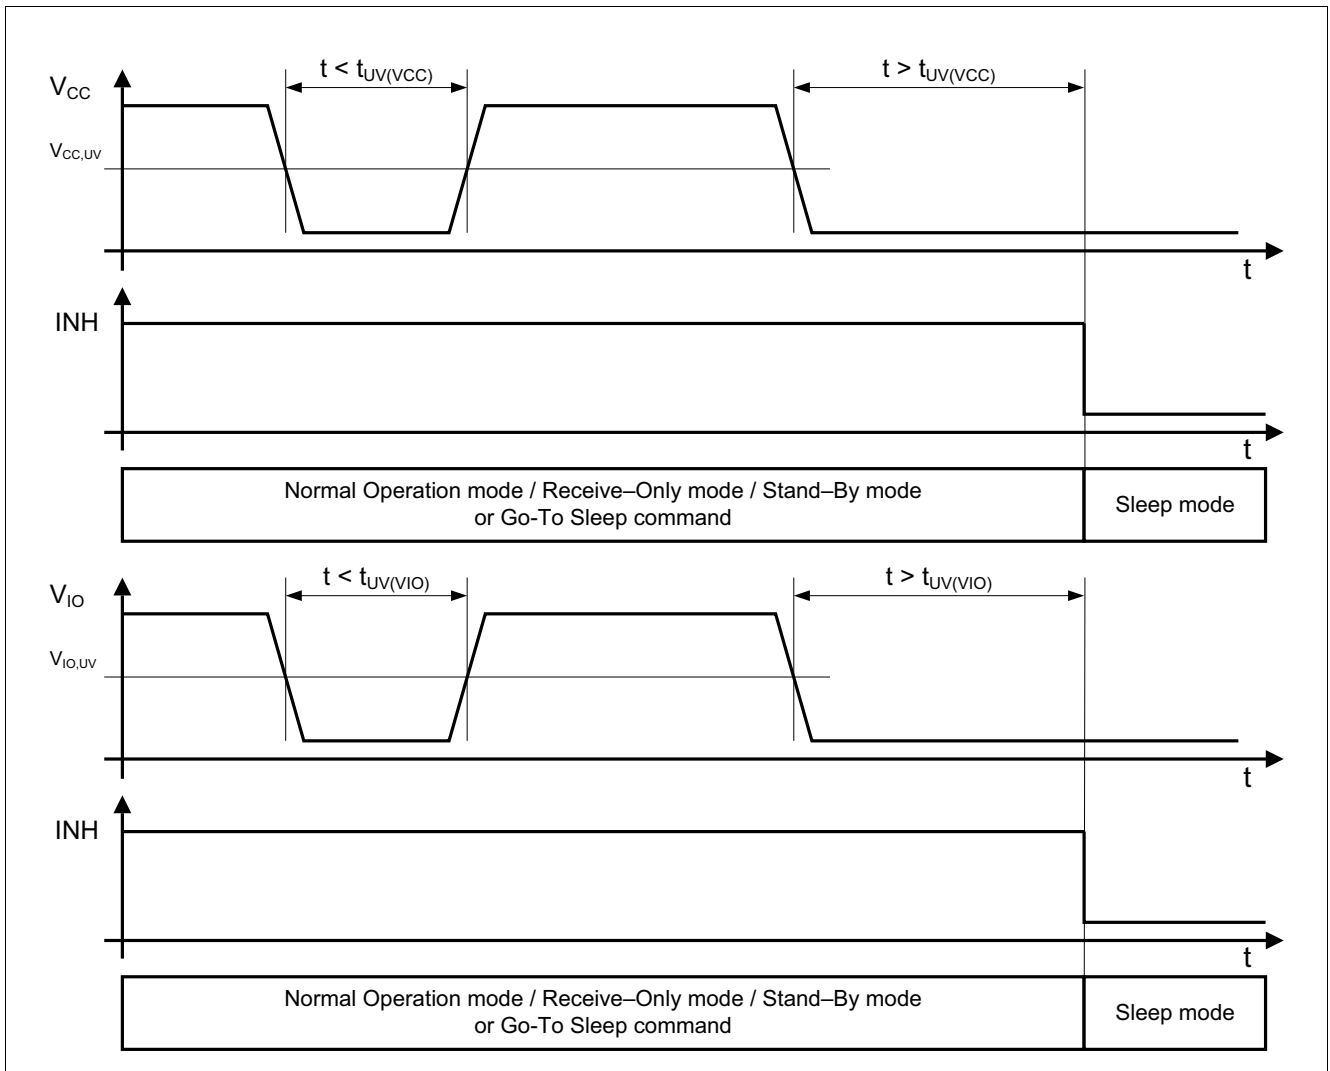 t < tUV(VCC)
t > tUV(VCC)
VCC
VCC,UV
t
INH
t
Normal Operation mode / Receive–Only mode / Stand–By mode
or Go-To Sleep command
Sleep mode
t < tUV(VIO)
t > tUV(VIO)
VIO
VIO,UV
t
INH
t
Normal Operation mode / Receive–Only mode / Stand–By mode
or Go-To Sleep command
Sleep mode